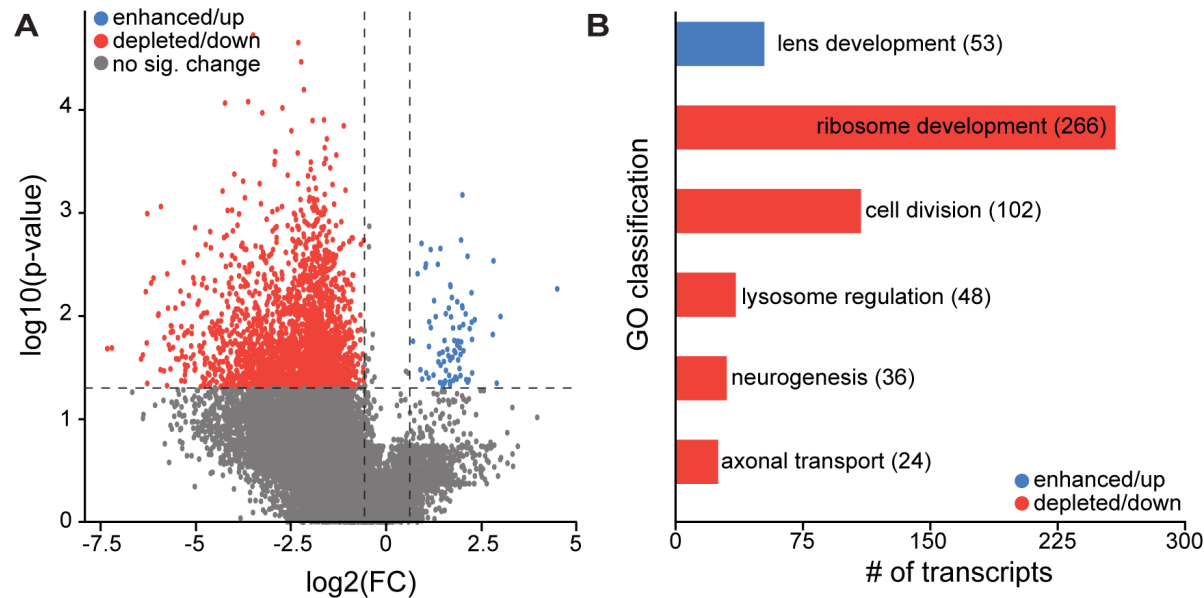 A
enhanced/up
depleted/down
no sig. change
log10(p-value)
4
3
2
1
0
-7.5
-5
-2.5
0
2.5
5
log2(FC)
B
GO classification
lens development (53)
ribosome development (266)
cell division (102)
lysosome regulation (48)
neurogenesis (36)
axonal transport (24)
enhanced/up
depleted/down
0
75
150
225
300
# of transcripts